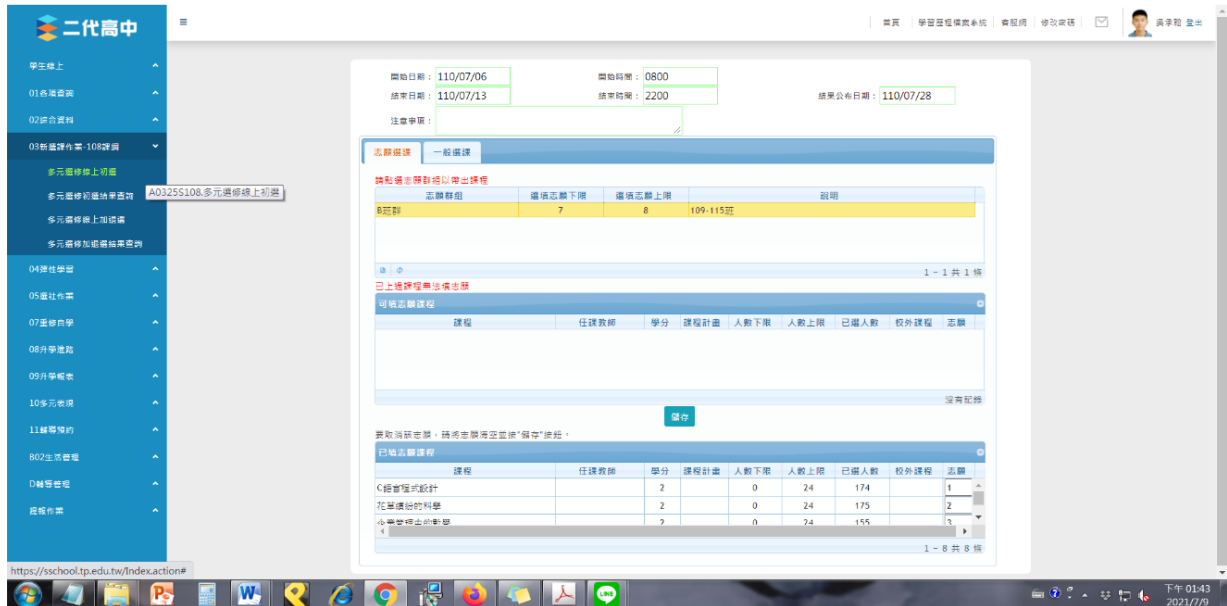 二代高中
首頁 學習歷程檔案系統 客服網 修改密碼 登出
學生線上
01各項查詢
02綜合資料
03新選課作業-108課綱
多元選修線上初選
多元選修初選結果查詢
A0325S108.多元選修線上初選
多元選修線上加退選
多元選修加退選結果查詢
04彈性學習
05選社作業
07重修自學
08升學進路
09升學報表
10多元表現
11輔導預約
B02生活管理
D輔導管理
提報作業
開始日期： 110/07/06 開始時間： 0800
結束日期： 110/07/13 結束時間： 2200 結果公布日期： 110/07/28
注意事項：
志願選課 一般選課
請點選志願群組以帶出課程
志願群組 選填志願下限 選填志願上限 說明
B班群 7 8 109-115班
1 - 1 共 1 條
已上過課程無法填志願
可填志願課程
課程 任課教師 學分 課程計畫 人數下限 人數上限 已選人數 校外課程 志願
沒有記錄
儲存
要取消該志願，請將志願清空並按"儲存"按鈕。
已填志願課程
課程 任課教師 學分 課程計畫 人數下限 人數上限 已選人數 校外課程 志願
C語言程式設計 2 0 24 174 1
花草繽紛的科學 2 0 24 175 2
企業管理中的數學 2 0 24 155 3
1 - 8 共 8 條
https://sschool.tp.edu.tw/Index.action#
LINE
下午 01:43
2021/7/9